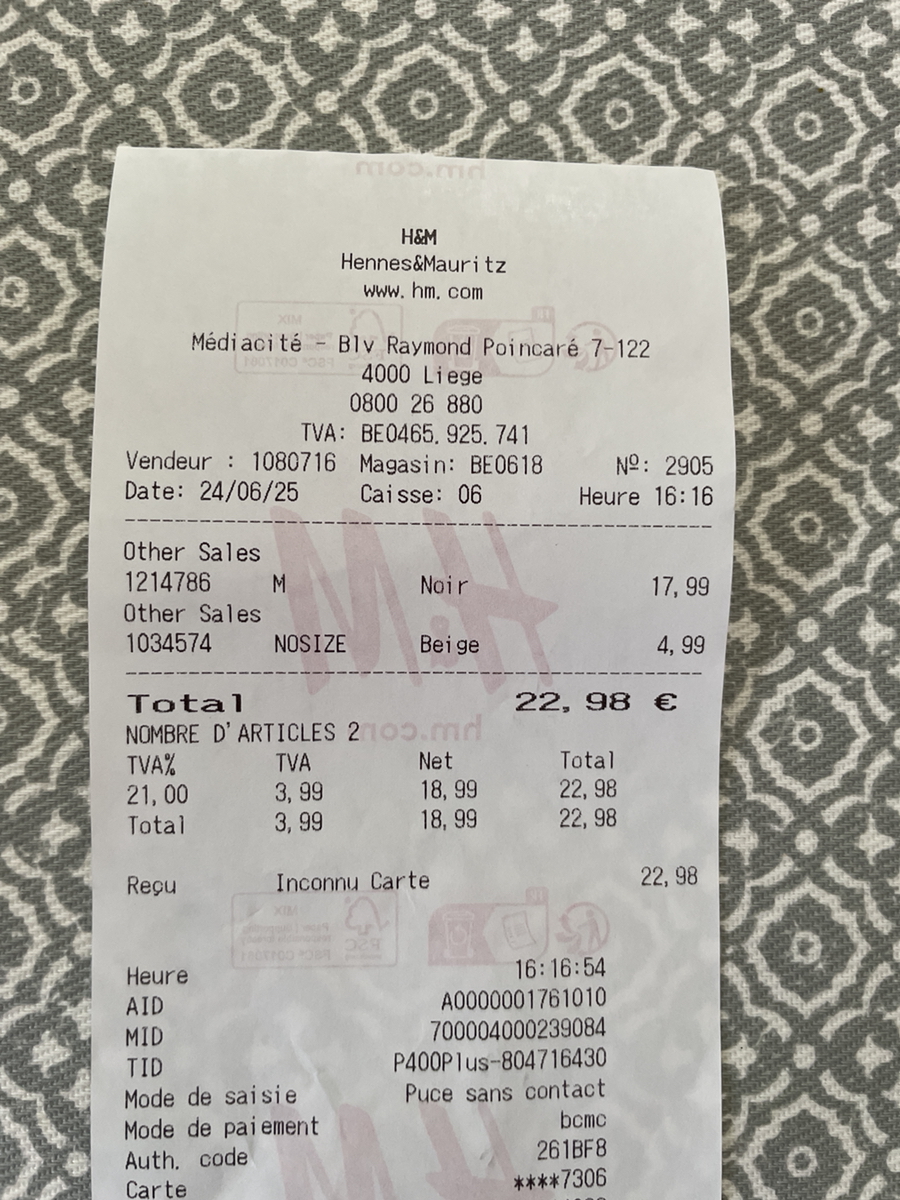 hm.com
H&M
Hennes&Mauritz
www.hm.com
Médiacité - Blv Raymond Poincaré 7-122
4000 Liege
0800 26 880
TVA: BE0465.925.741
Vendeur : 1080716 Magasin: BE0618 Nº: 2905
Date: 24/06/25 Caisse: 06 Heure 16:16
Other Sales
1214786 M Noir 17,99
Other Sales
1034574 NOSIZE Beige 4,99
H&M
Total 22,98 €
NOMBRE D'ARTICLES 2
hm.com
TVA% TVA Net Total
21,00 3,99 18,99 22,98
Total 3,99 18,99 22,98
Reçu Inconnu Carte 22,98
Heure 16:16:54
AID A0000001761010
MID 700004000239084
TID P400Plus-804716430
Mode de saisie Puce sans contact
Mode de paiement bcmc
Auth. code 261BF8
Carte ****7306